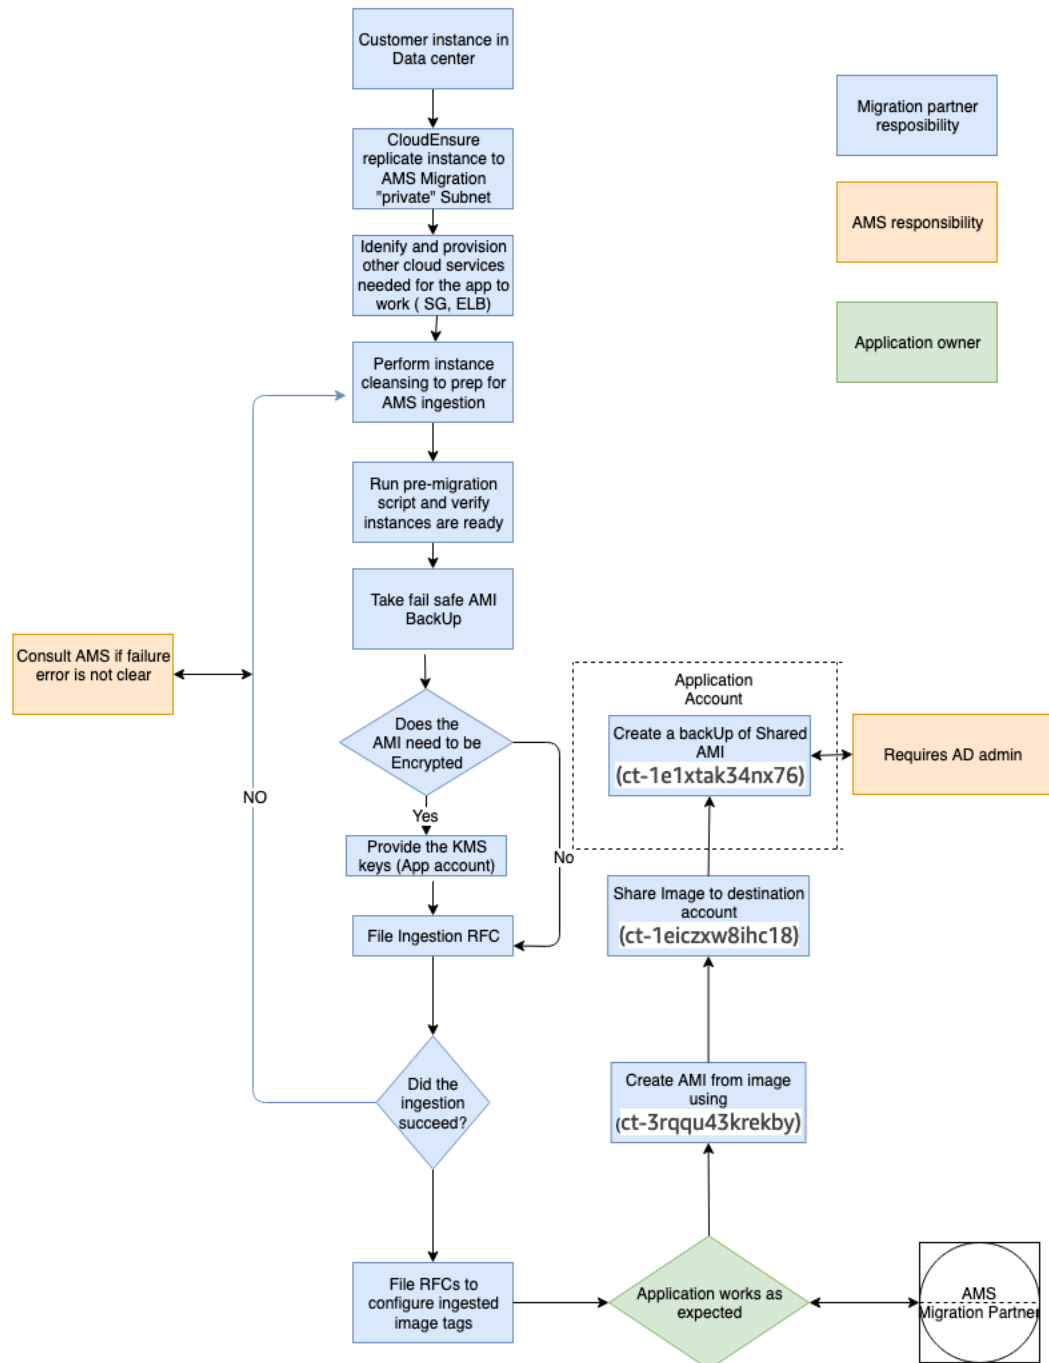 Customer instance in
Data center
CloudEnsure
replicate instance to
AMS Migration
"private" Subnet
Idenify and provision
other cloud services
needed for the app to
work ( SG, ELB)
Perform instance
cleansing to prep for
AMS ingestion
Run pre-migration
script and verify
instances are ready
Take fail safe AMI
BackUp
Consult AMS if failure
error is not clear
NO
Does the
AMI need to be
Encrypted
Yes
No
Provide the KMS
keys (App account)
File Ingestion RFC
Did the
ingestion
succeed?
File RFCs to
configure ingested
image tags
Application works as
expected
AMS
Migration Partner
Create AMI from image
using
(ct-3rqqu43krekby)
Share Image to destination
account
(ct-1eiczxw8ihc18)
Application
Account
Create a backUp of Shared
AMI
(ct-1e1xtak34nx76)
Requires AD admin
Migration partner
resposibility
AMS responsibility
Application owner